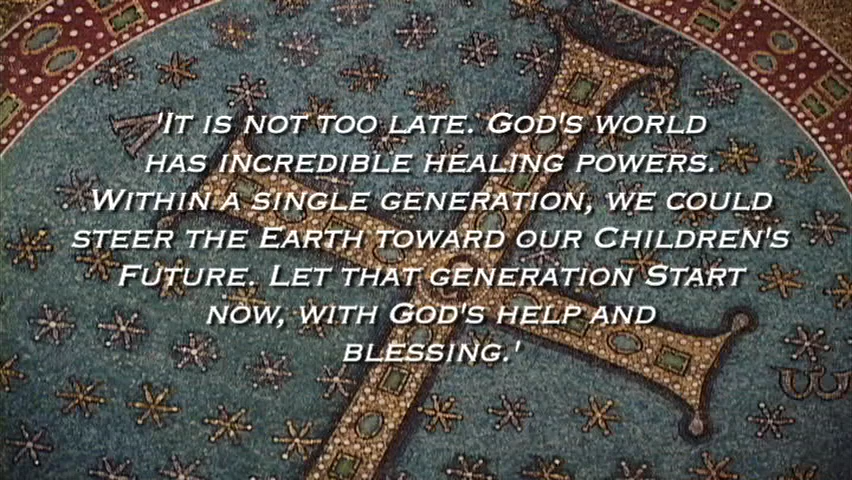 'It is not too late. God's world
has incredible healing powers.
Within a single generation, we could
steer the Earth toward our Children's
Future. Let that generation Start
now, with God's help and
blessing.'